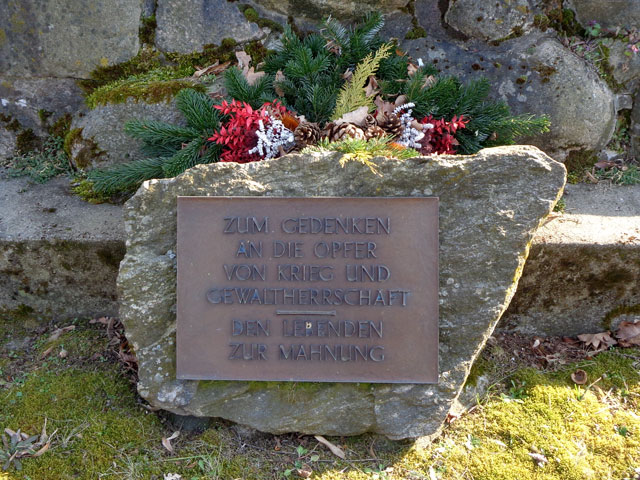 ZUM GEDENKEN
AN DIE OPFER
VON KRIEG UND
GEWALTHERRSCHAFT
DEN LEBENDEN
ZUR MAHNUNG